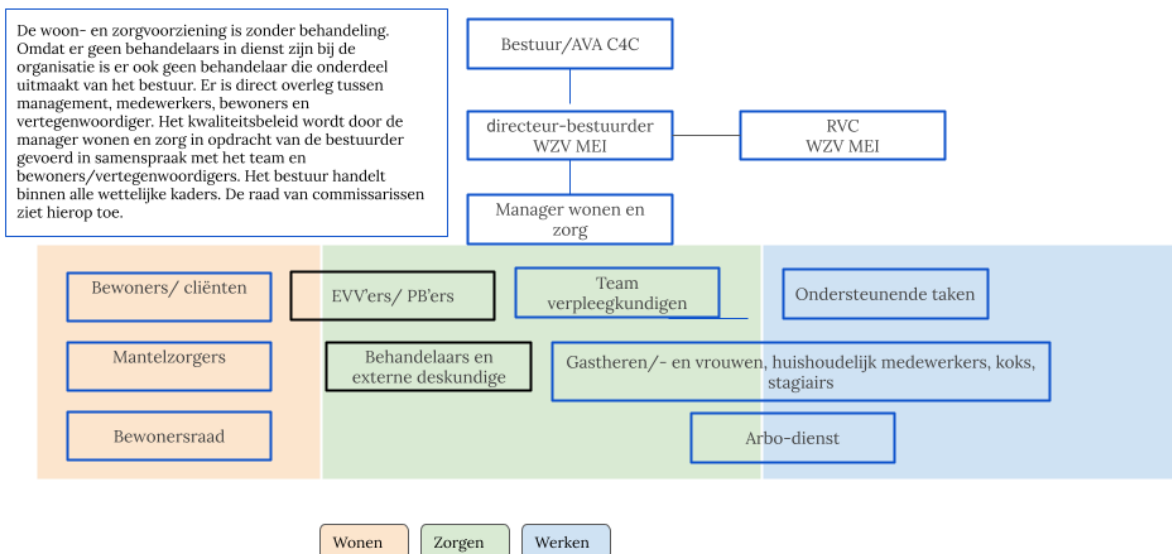 De woon- en zorgvoorziening is zonder behandeling.
Omdat er geen behandelaars in dienst zijn bij de
organisatie is er ook geen behandelaar die onderdeel
uitmaakt van het bestuur. Er is direct overleg tussen
management, medewerkers, bewoners en
vertegenwoordiger. Het kwaliteitsbeleid wordt door de
manager wonen en zorg in opdracht van de bestuurder
gevoerd in samenspraak met het team en
bewoners/vertegenwoordigers. Het bestuur handelt
binnen alle wettelijke kaders. De raad van commissarissen
ziet hierop toe.
Bestuur/AVA C4C
directeur-bestuurder
WZV MEI
RVC
WZV MEI
Manager wonen en
zorg
Bewoners/ cliënten
EVV'ers/ PB'ers
Team
verpleegkundigen
Ondersteunende taken
Mantelzorgers
Behandelaars en
externe deskundige
Gastheren/- en vrouwen, huishoudelijk medewerkers, koks,
stagiairs
Bewonersraad
Arbo-dienst
Wonen
Zorgen
Werken